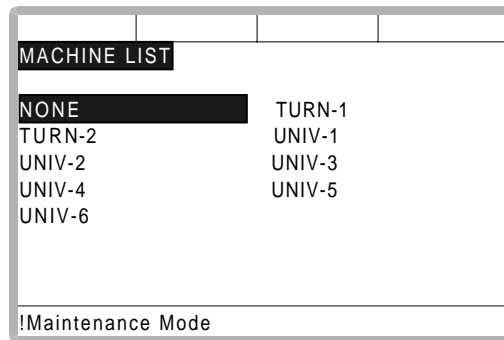 MACHINE LIST
NONE TURN-1
TURN-2 UNIV-1
UNIV-2 UNIV-3
UNIV-4 UNIV-5
UNIV-6
!Maintenance Mode